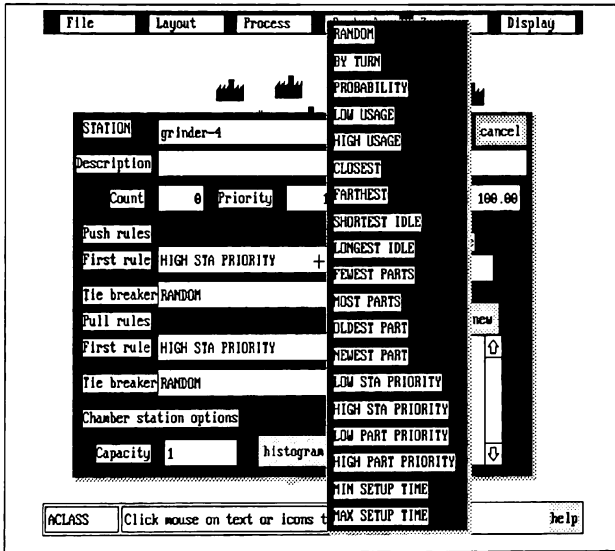 File Layout Process Display
RANDOM
BY TURN
PROBABILITY
LOW USAGE
HIGH USAGE
CLOSEST
FARTHEST
SHORTEST IDLE
LONGEST IDLE
FEWEST PARTS
MOST PARTS
OLDEST PART
NEWEST PART
LOW STA PRIORITY
HIGH STA PRIORITY
LOW PART PRIORITY
HIGH PART PRIORITY
MIN SETUP TIME
MAX SETUP TIME
STATION grinder-4 cancel
Description
Count 0 Priority 1 100.00
Push rules
First rule HIGH STA PRIORITY
Tie breaker RANDOM
Pull rules new
First rule HIGH STA PRIORITY
Tie breaker RANDOM
Chamber station options
Capacity 1 histogram
ACLASS Click mouse on text or icons t help